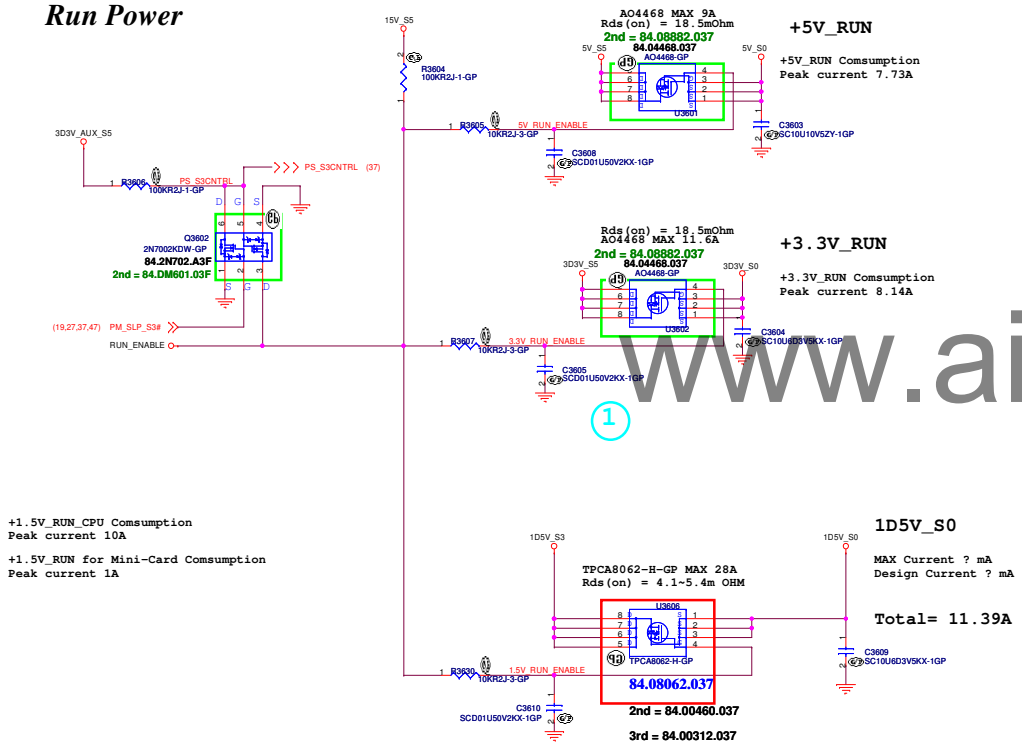 Run Power
15V_S5
R3604
100KR2J-1-GP
AO4468 MAX 9A
Rds(on) = 18.5mOhm
2nd = 84.08882.037
84.04468.037
AO4468-GP
5V_S5
5V_S0
U3601
+5V_RUN
+5V_RUN Comsumption
Peak current 7.73A
R3605
10KR2J-3-GP
5V_RUN_ENABLE
C3608
SCD01U50V2KX-1GP
C3603
SC10U10V5ZY-1GP
3D3V_AUX_S5
R3606
100KR2J-1-GP
PS_S3CNTRL
PS_S3CNTRL (37)
D G S
6 5 4
Q3602
2N7002KDW-GP
84.2N702.A3F
2nd = 84.DM601.03F
1 2 3
S G D
(19,27,37,47) PM_SLP_S3#
RUN_ENABLE
Rds(on) = 18.5mOhm
AO4468 MAX 11.6A
2nd = 84.08882.037
84.04468.037
AO4468-GP
3D3V_S5
3D3V_S0
U3602
+3.3V_RUN
+3.3V_RUN Comsumption
Peak current 8.14A
R3607
10KR2J-3-GP
3.3V_RUN_ENABLE
C3605
SCD01U50V2KX-1GP
C3604
SC10U6D3V5KX-1GP
www.ai
1
+1.5V_RUN_CPU Comsumption
Peak current 10A
+1.5V_RUN for Mini-Card Comsumption
Peak current 1A
1D5V_S3
1D5V_S0
TPCA8062-H-GP MAX 28A
Rds(on) = 4.1~5.4m OHM
U3606
TPCA8062-H-GP
84.08062.037
2nd = 84.00460.037
3rd = 84.00312.037
1D5V_S0
MAX Current ? mA
Design Current ? mA
Total= 11.39A
R3630
10KR2J-3-GP
1.5V_RUN_ENABLE
C3610
SCD01U50V2KX-1GP
C3609
SC10U6D3V5KX-1GP